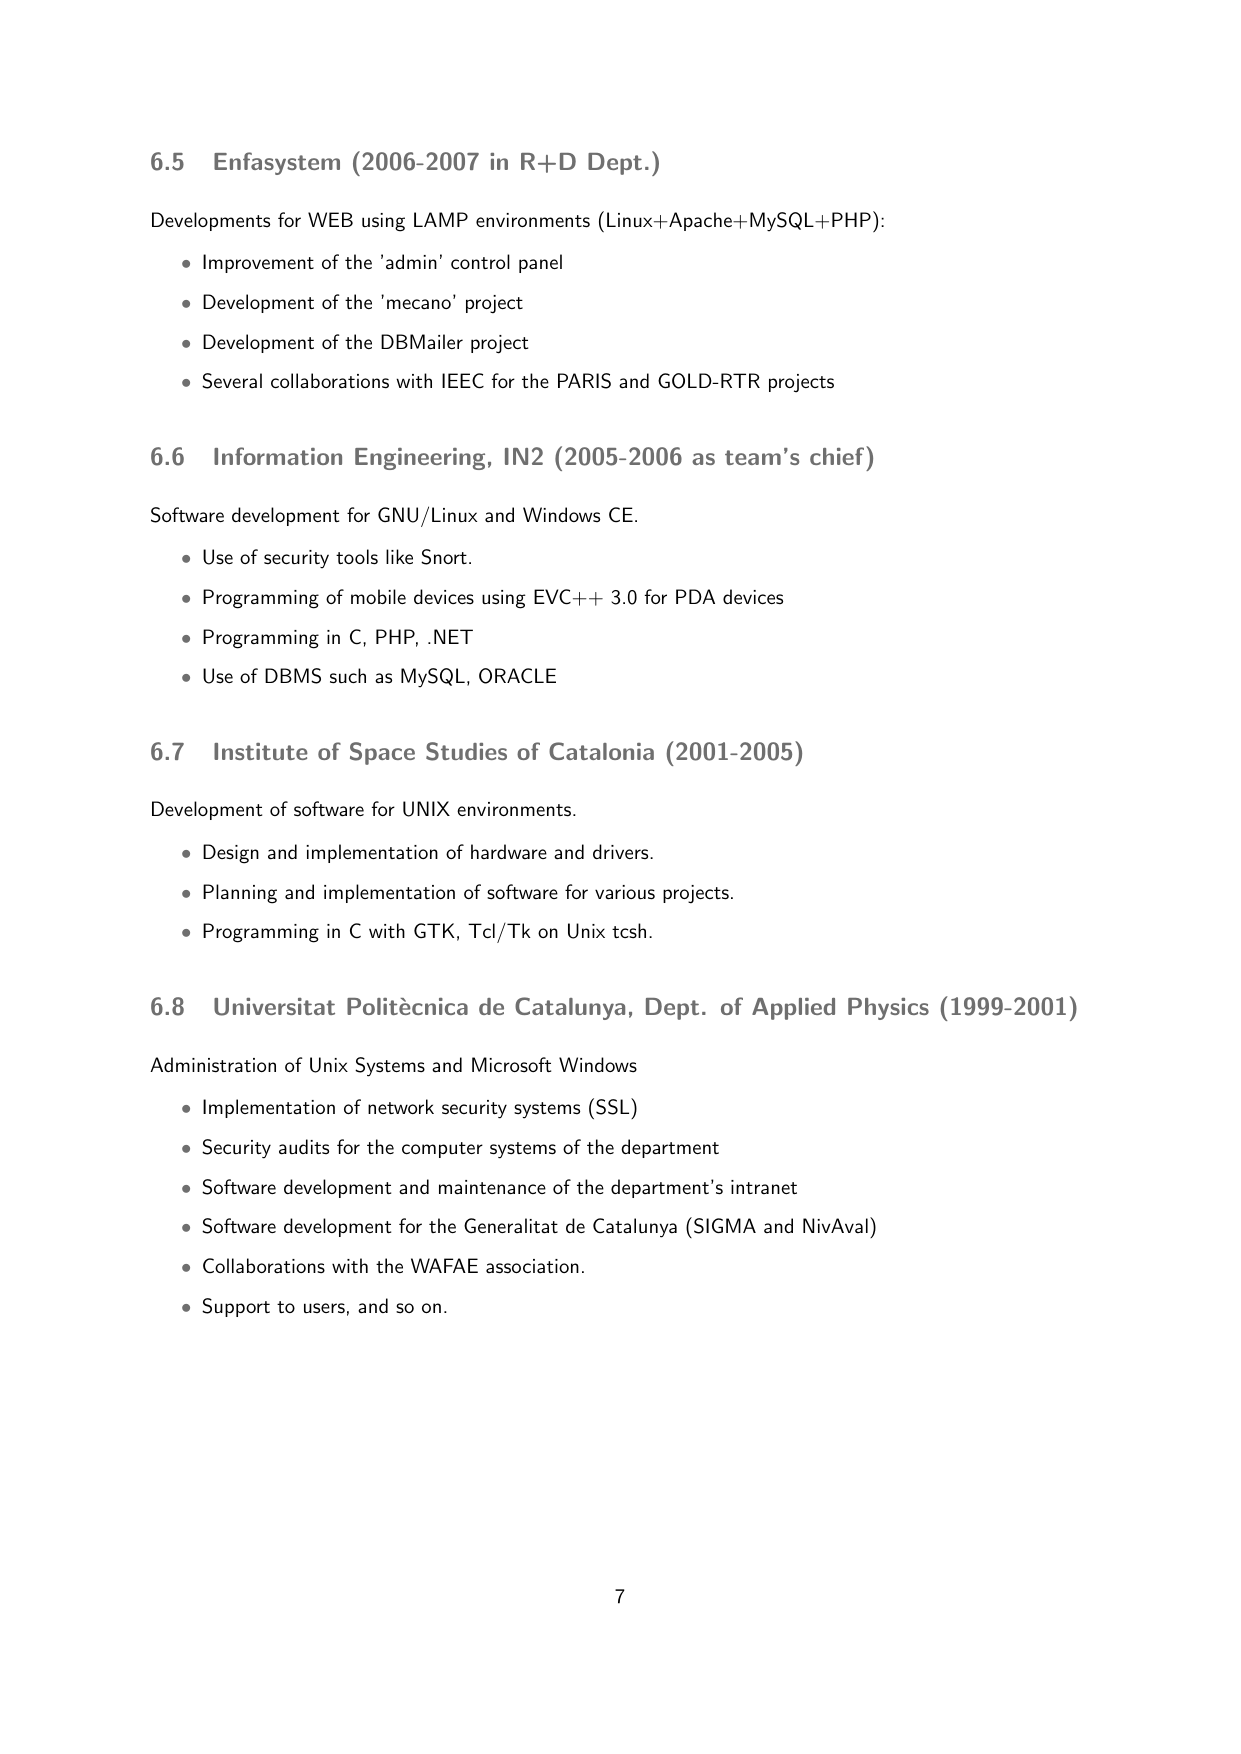 6.5 Enfasystem (2006-2007 in R+D Dept.)
Developments for WEB using LAMP environments (Linux+Apache+MySQL+PHP):
• Improvement of the ’admin’ control panel
• Development of the ’mecano’ project
• Development of the DBMailer project
• Several collaborations with IEEC for the PARIS and GOLD-RTR projects
6.6 Information Engineering, IN2 (2005-2006 as team’s chief)
Software development for GNU/Linux and Windows CE.
• Use of security tools like Snort.
• Programming of mobile devices using EVC++ 3.0 for PDA devices
• Programming in C, PHP, .NET
• Use of DBMS such as MySQL, ORACLE
6.7 Institute of Space Studies of Catalonia (2001-2005)
Development of software for UNIX environments.
• Design and implementation of hardware and drivers.
• Planning and implementation of software for various projects.
• Programming in C with GTK, Tcl/Tk on Unix tcsh.
6.8 Universitat Politècnica de Catalunya, Dept. of Applied Physics (1999-2001)
Administration of Unix Systems and Microsoft Windows
• Implementation of network security systems (SSL)
• Security audits for the computer systems of the department
• Software development and maintenance of the department’s intranet
• Software development for the Generalitat de Catalunya (SIGMA and NivAval)
• Collaborations with the WAFAE association.
• Support to users, and so on.
7